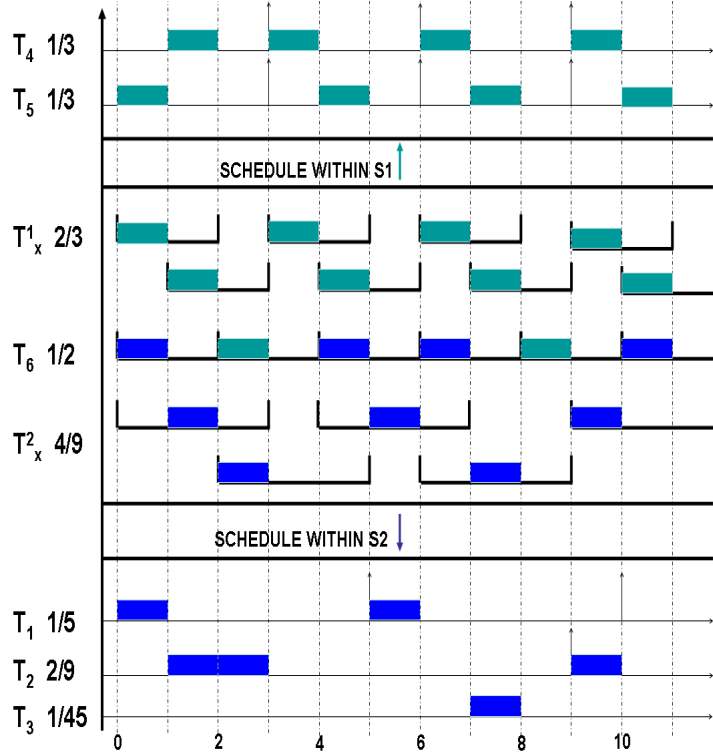 T4 1/3
T5 1/3
SCHEDULE WITHIN S1
T1x 2/3
T6 1/2
T2x 4/9
SCHEDULE WITHIN S2
T1 1/5
T2 2/9
T3 1/45
0 2 4 6 8 10